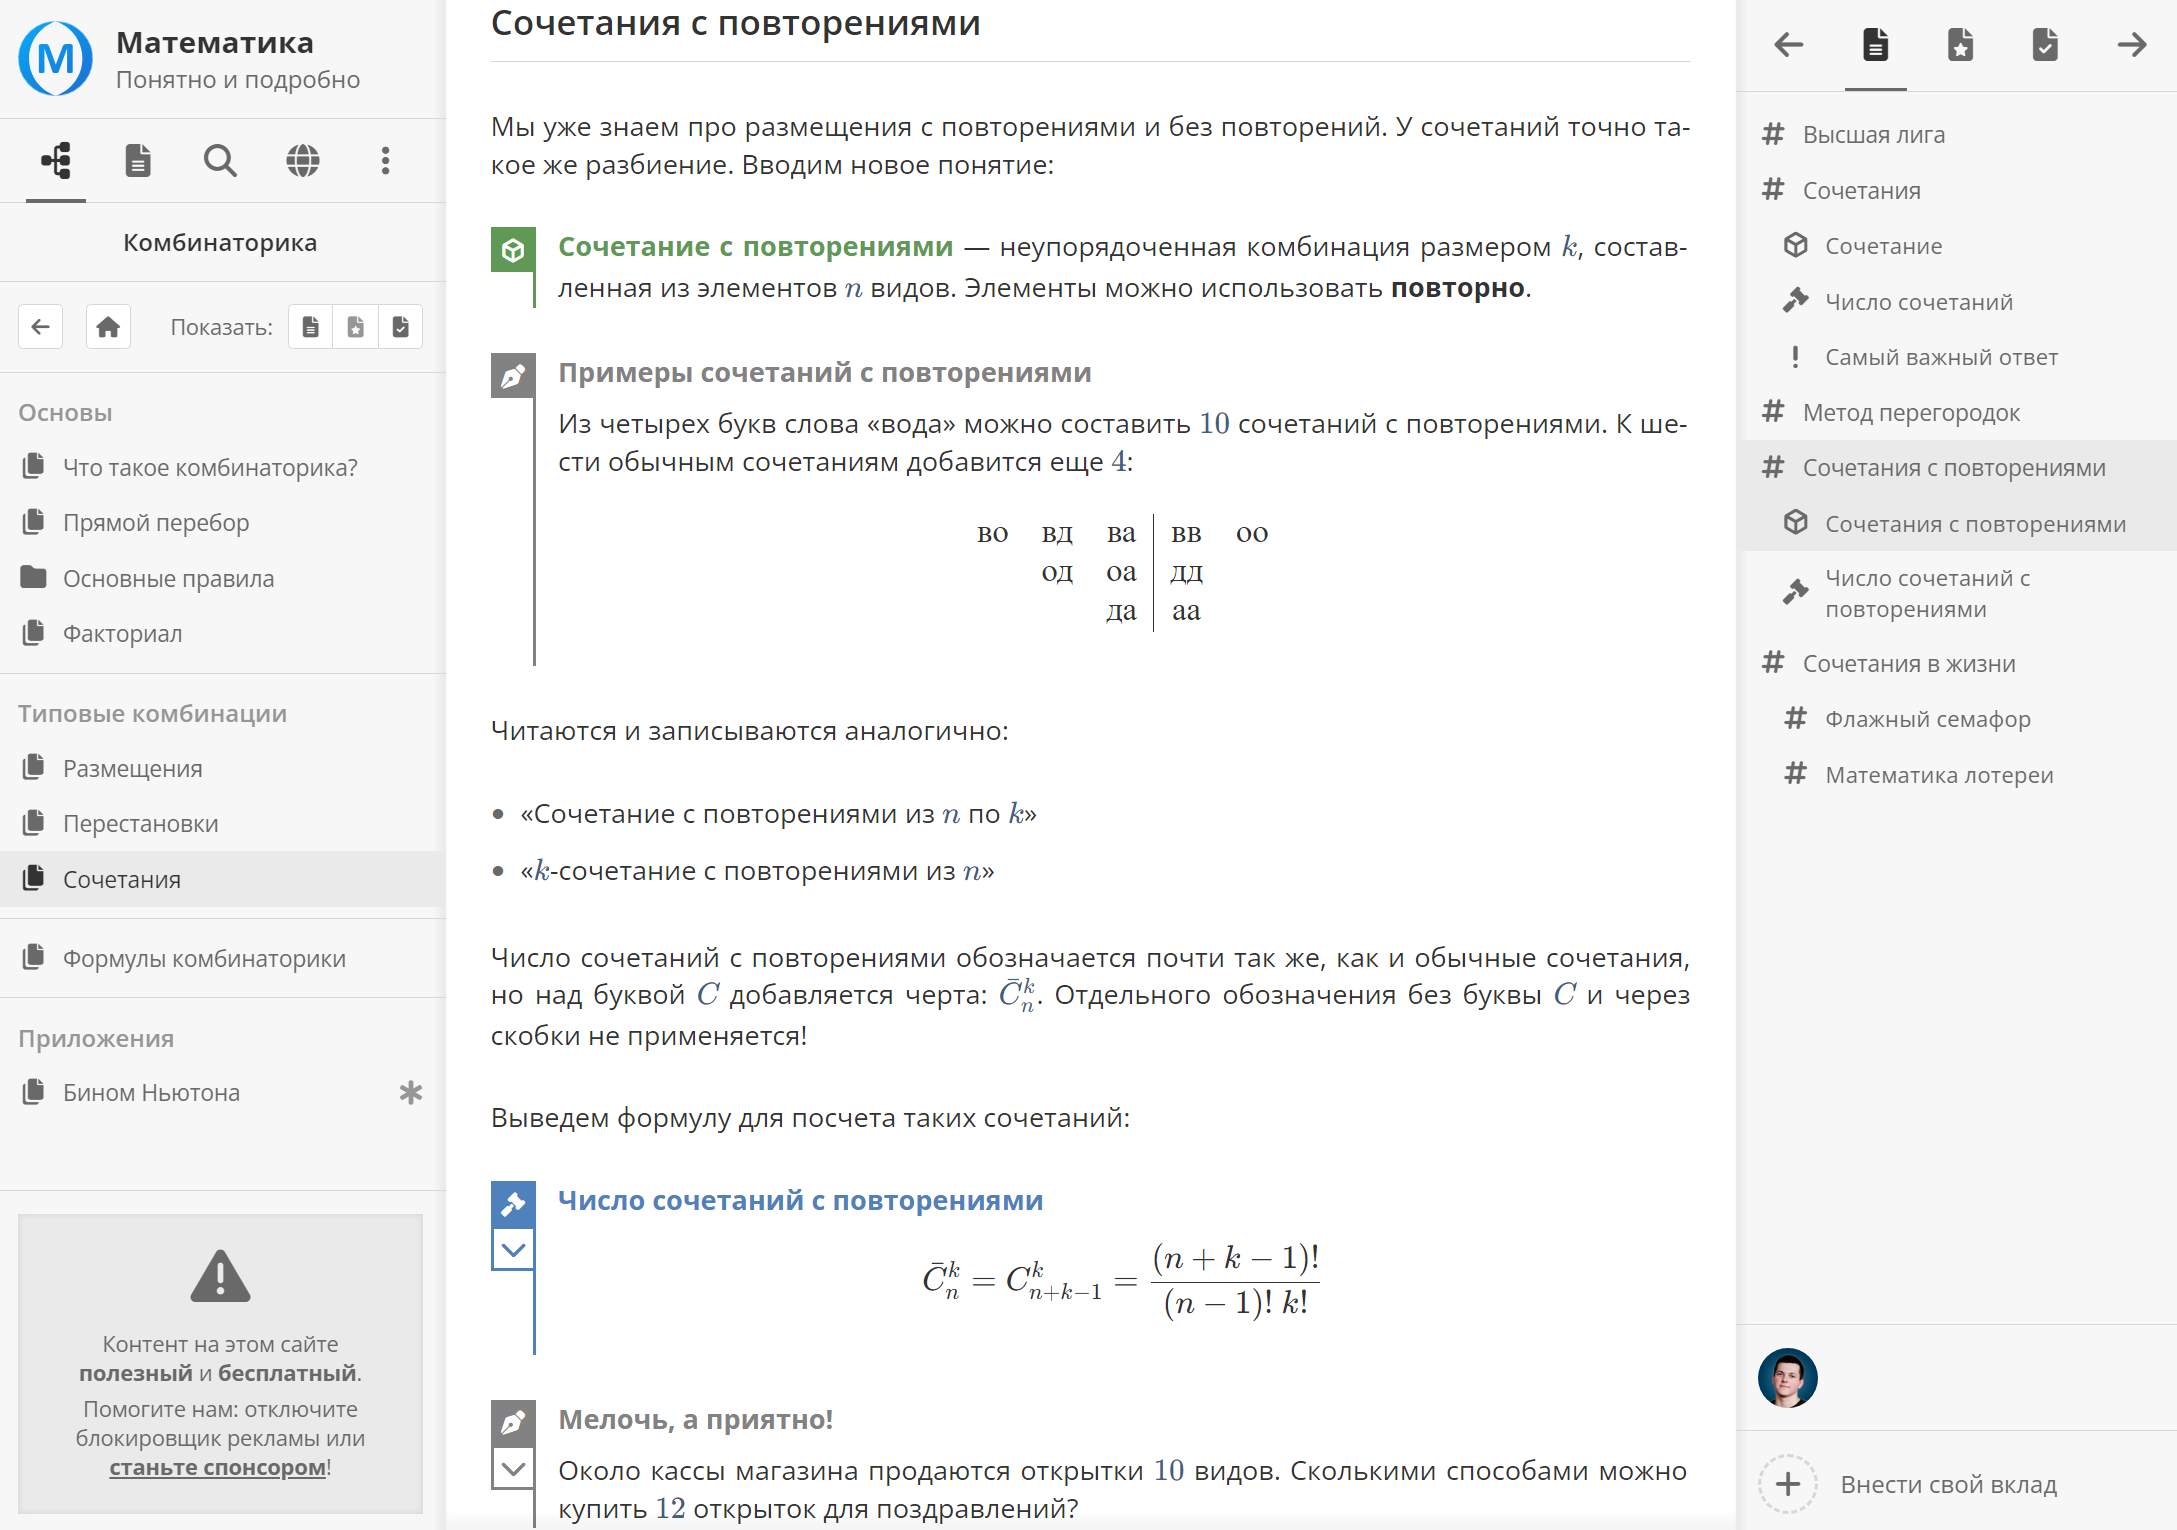 Математика
Понятно и подробно
Комбинаторика
Показать:
Основы
Что такое комбинаторика?
Прямой перебор
Основные правила
Факториал
Типовые комбинации
Размещения
Перестановки
Сочетания
Формулы комбинаторики
Приложения
Бином Ньютона
Контент на этом сайте
полезный и бесплатный.
Помогите нам: отключите
блокировщик рекламы или
станьте спонсором!
Сочетания с повторениями
Мы уже знаем про размещения с повторениями и без повторений. У сочетаний точно та-
кое же разбиение. Вводим новое понятие:
Сочетание с повторениями — неупорядоченная комбинация размером k, состав-
ленная из элементов n видов. Элементы можно использовать повторно.
Примеры сочетаний с повторениями
Из четырех букв слова «вода» можно составить 10 сочетаний с повторениями. К ше-
сти обычным сочетаниям добавится еще 4:
во вд ва | вв оо
од оа | дд
да | аа
Читаются и записываются аналогично:
• «Сочетание с повторениями из n по k»
• «k-сочетание с повторениями из n»
Число сочетаний с повторениями обозначается почти так же, как и обычные сочетания,
но над буквой C добавляется черта: C̄ₙᵏ. Отдельного обозначения без буквы C и через
скобки не применяется!
Выведем формулу для посчета таких сочетаний:
Число сочетаний с повторениями
C̄ₙᵏ = Cₙ₊ₖ₋₁ᵏ = (n + k − 1)! / (n − 1)! k!
Мелочь, а приятно!
Около кассы магазина продаются открытки 10 видов. Сколькими способами можно
купить 12 открыток для поздравлений?
# Высшая лига
# Сочетания
Сочетание
Число сочетаний
! Самый важный ответ
# Метод перегородок
# Сочетания с повторениями
Сочетания с повторениями
Число сочетаний с
повторениями
# Сочетания в жизни
# Флажный семафор
# Математика лотереи
Внести свой вклад